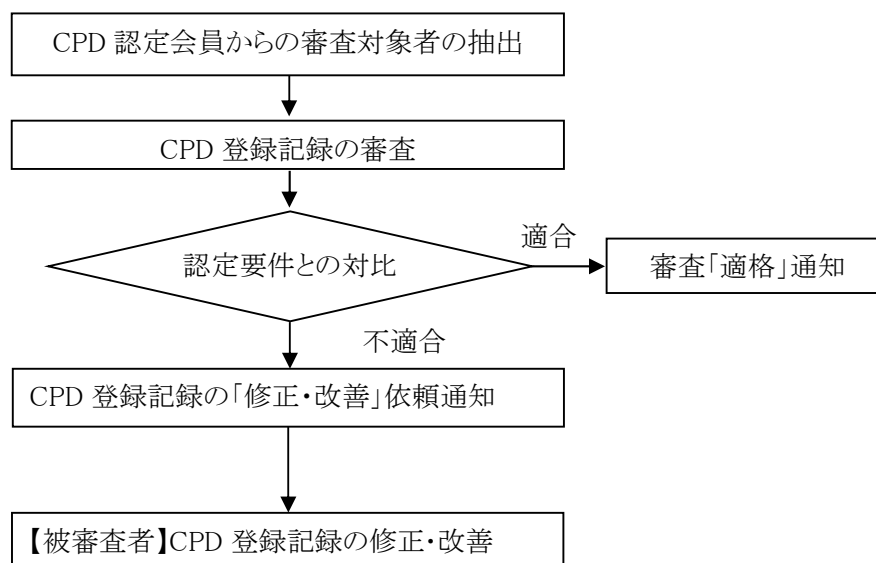 CPD 認定会員からの審査対象者の抽出
CPD 登録記録の審査
認定要件との対比
適合
審査「適格」通知
不適合
CPD 登録記録の「修正・改善」依頼通知
【被審査者】CPD 登録記録の修正・改善